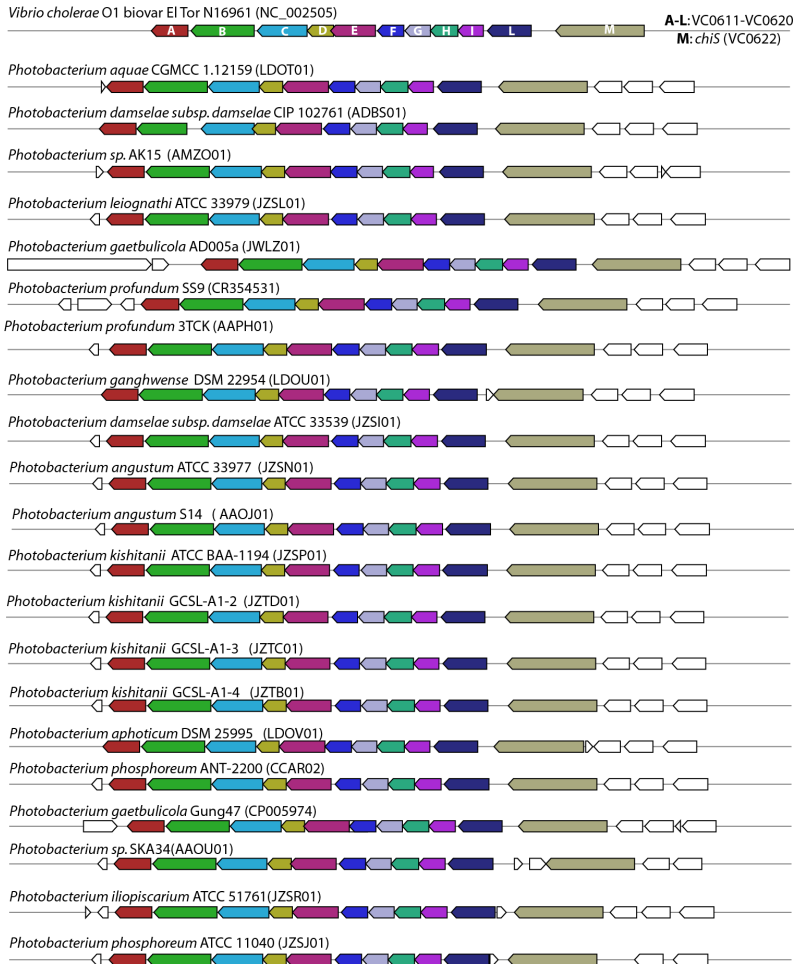 Vibrio cholerae O1 biovar El Tor N16961 (NC_002505)
A B C D E F G H I L M
A-L: VC0611-VC0620
M: chiS (VC0622)
Photobacterium aquae CGMCC 1.12159 (LDOT01)
Photobacterium damselae subsp. damselae CIP 102761 (ADBS01)
Photobacterium sp. AK15 (AMZO01)
Photobacterium leiognathi ATCC 33979 (JZSL01)
Photobacterium gaetbulicola AD005a (JWLZ01)
Photobacterium profundum SS9 (CR354531)
Photobacterium profundum 3TCK (AAPH01)
Photobacterium ganghwense DSM 22954 (LDOU01)
Photobacterium damselae subsp. damselae ATCC 33539 (JZSI01)
Photobacterium angustum ATCC 33977 (JZSN01)
Photobacterium angustum S14 ( AAOJ01)
Photobacterium kishitanii ATCC BAA-1194 (JZSP01)
Photobacterium kishitanii GCSL-A1-2 (JZTD01)
Photobacterium kishitanii GCSL-A1-3 (JZTC01)
Photobacterium kishitanii GCSL-A1-4 (JZTB01)
Photobacterium aphoticum DSM 25995 (LDOV01)
Photobacterium phosphoreum ANT-2200 (CCAR02)
Photobacterium gaetbulicola Gung47 (CP005974)
Photobacterium sp. SKA34(AAOU01)
Photobacterium iliopiscarium ATCC 51761(JZSR01)
Photobacterium phosphoreum ATCC 11040 (JZSJ01)